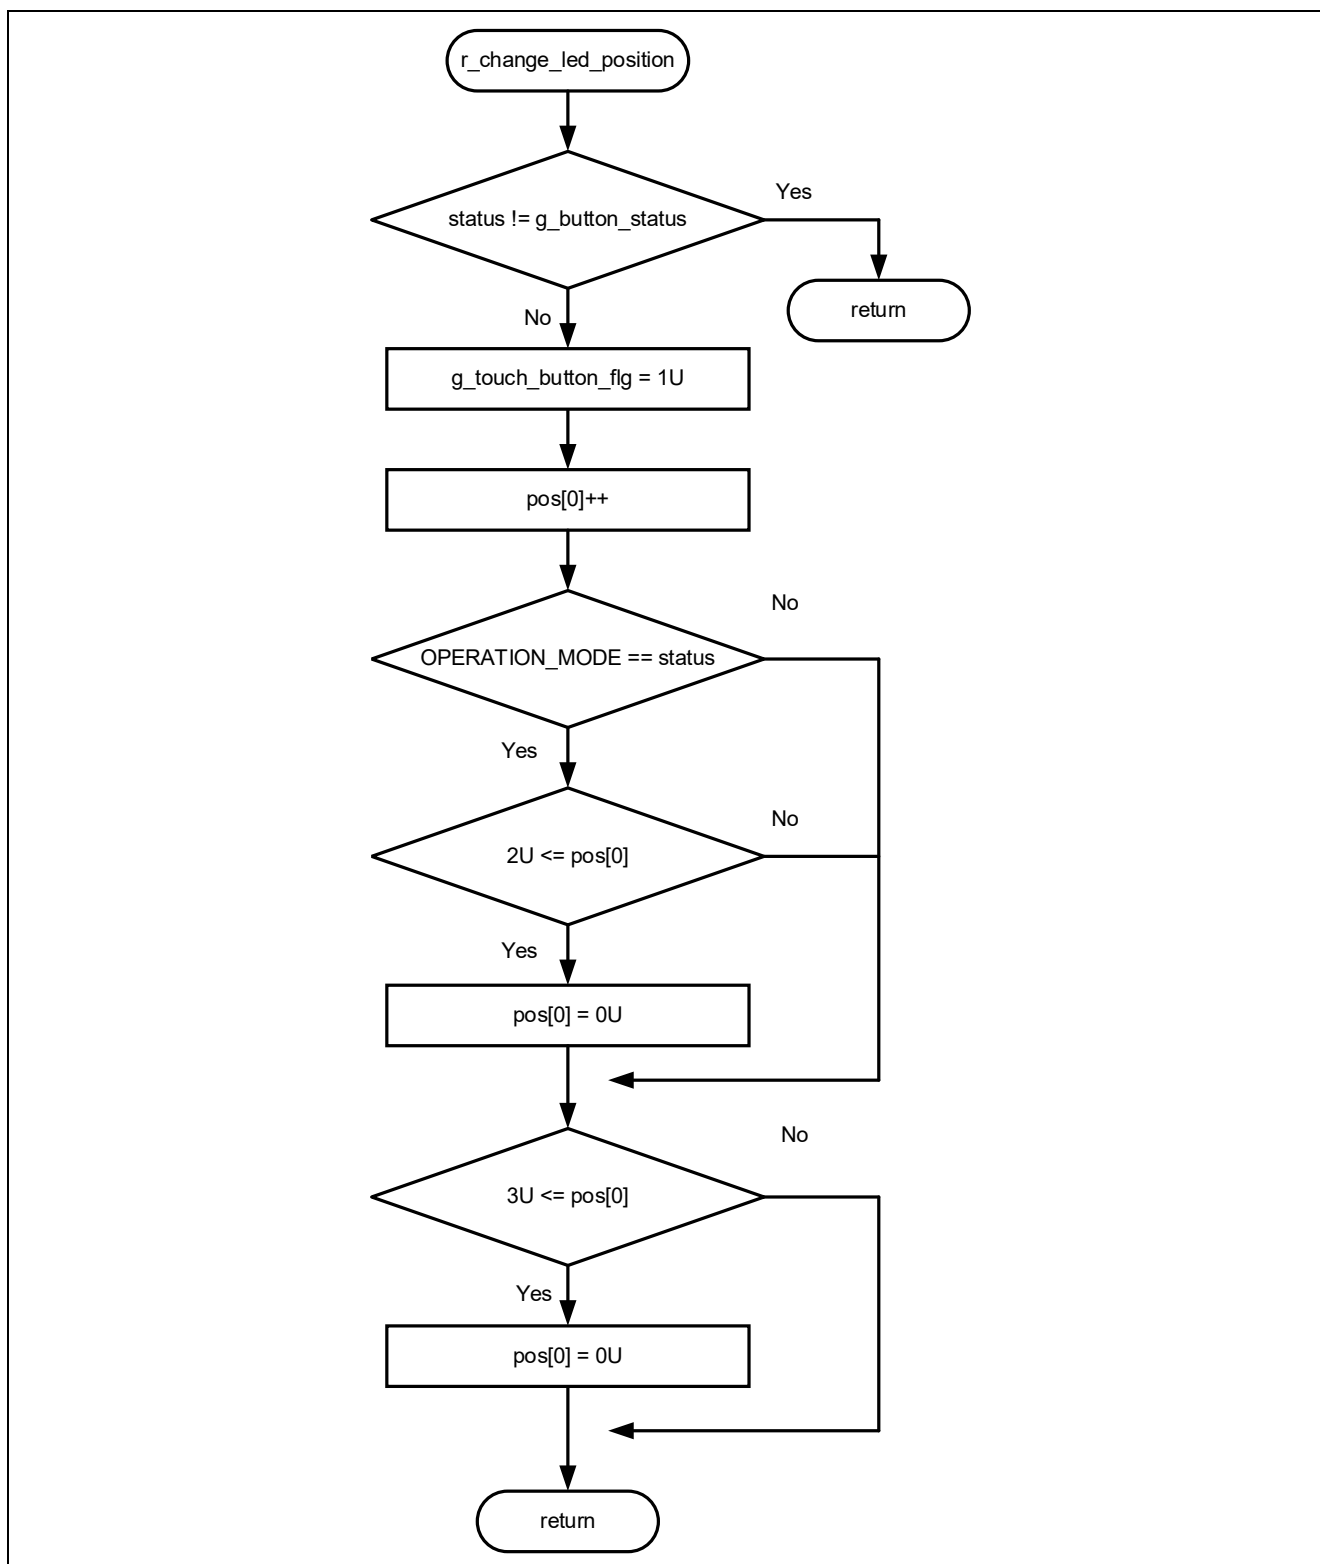 r_change_led_position
Yes
status != g_button_status
return
No
g_touch_button_flg = 1U
pos[0]++
No
OPERATION_MODE == status
Yes
No
2U <= pos[0]
Yes
pos[0] = 0U
No
3U <= pos[0]
Yes
pos[0] = 0U
return